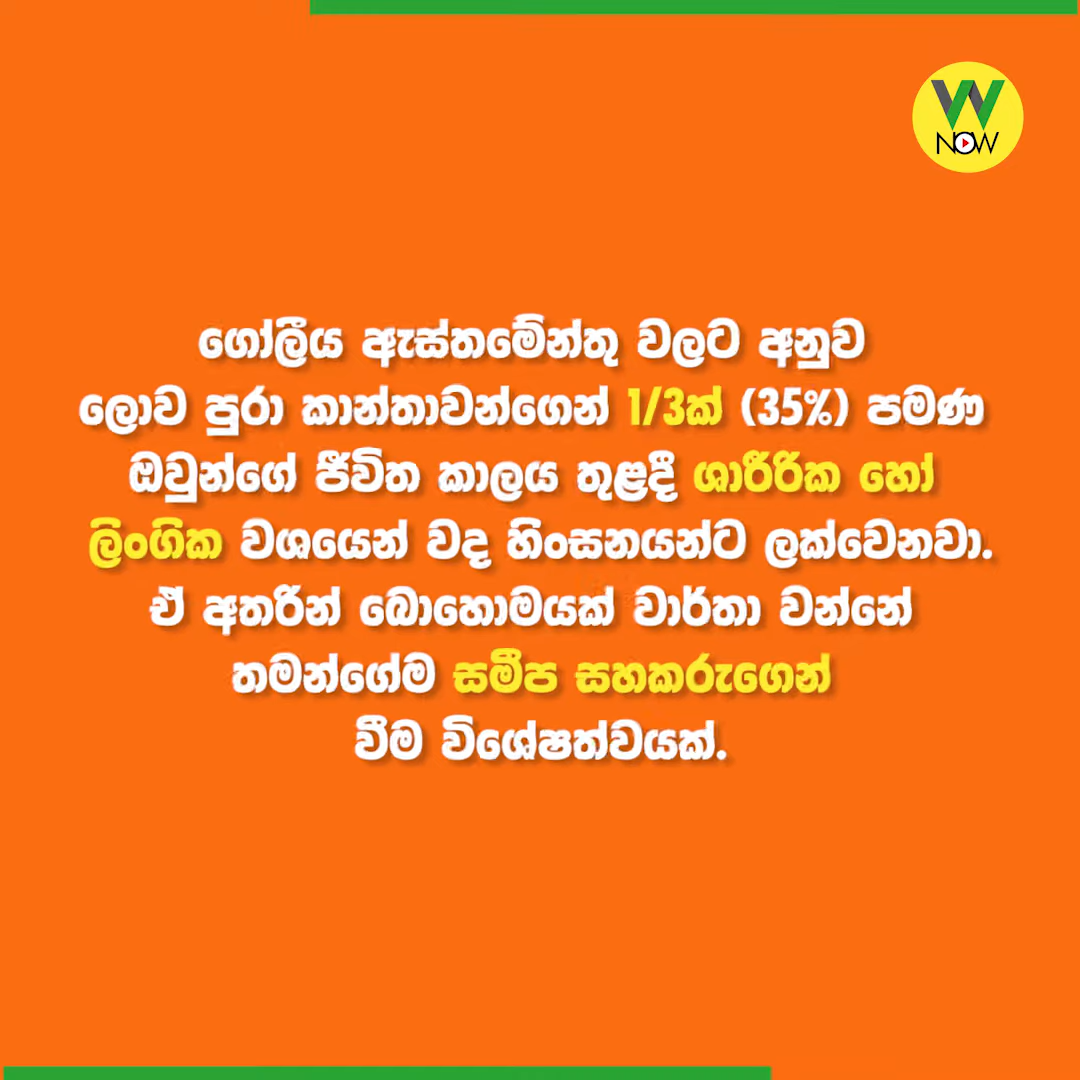 W
NOW
ගෝලීය ඇස්තමේන්තු වලට අනුව
ලොව පුරා කාන්තාවන්ගෙන් 1/3ක් (35%) පමණ
ඔවුන්ගේ ජීවිත කාලය තුළදී ශාරීරික හෝ
ලිංගික වශයෙන් වද හිංසනයන්ට ලක්වෙනවා.
ඒ අතරින් බොහොමයක් වාර්තා වන්නේ
තමන්ගේම සමීප සහකරුගෙන්
වීම විශේෂත්වයක්.